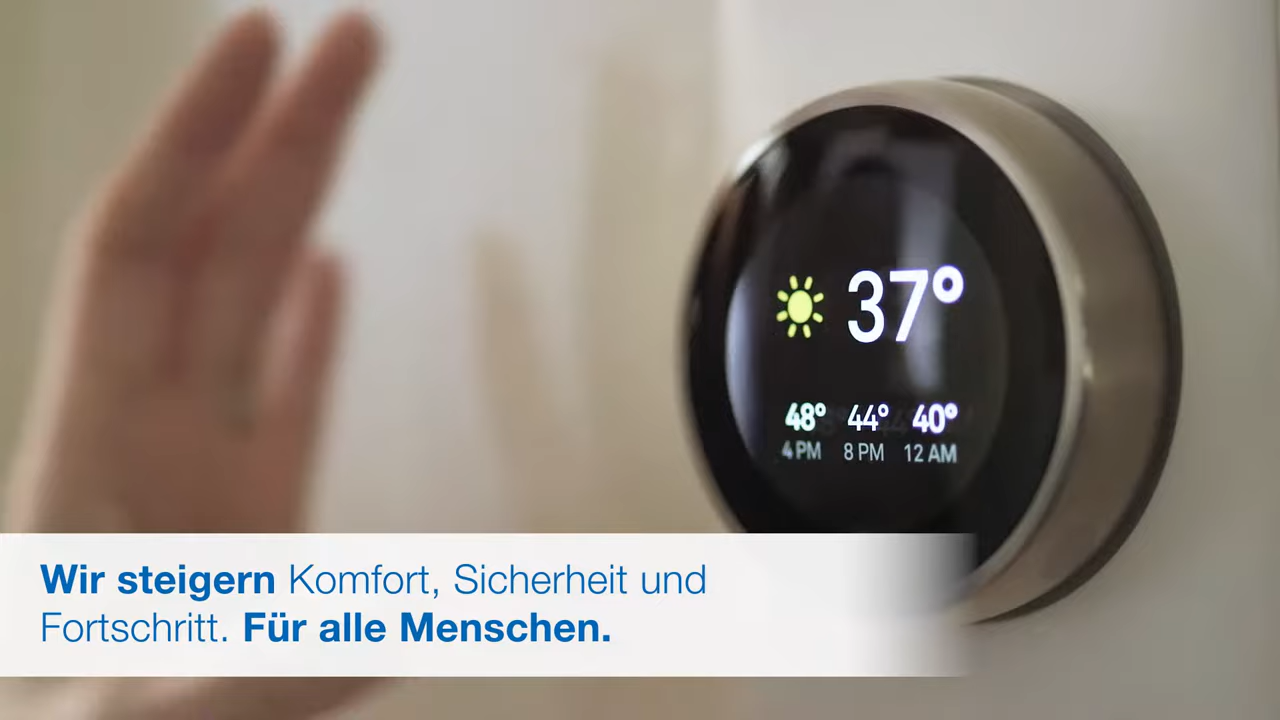 37°
48° 44° 40°
4 PM 8 PM 12 AM
Wir steigern Komfort, Sicherheit und
Fortschritt. Für alle Menschen.